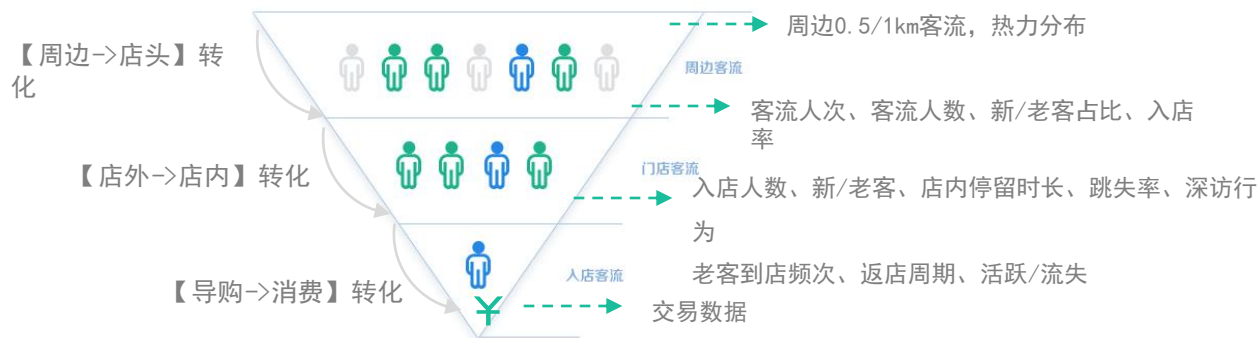 周边0.5/1km客流，热力分布
【周边->店头】转
化
周边客流
客流人次、客流人数、新/老客占比、入店
率
【店外->店内】转化
门店客流
入店人数、新/老客、店内停留时长、跳失率、深访行
为
老客到店频次、返店周期、活跃/流失
入店客流
【导购->消费】转化
¥
交易数据